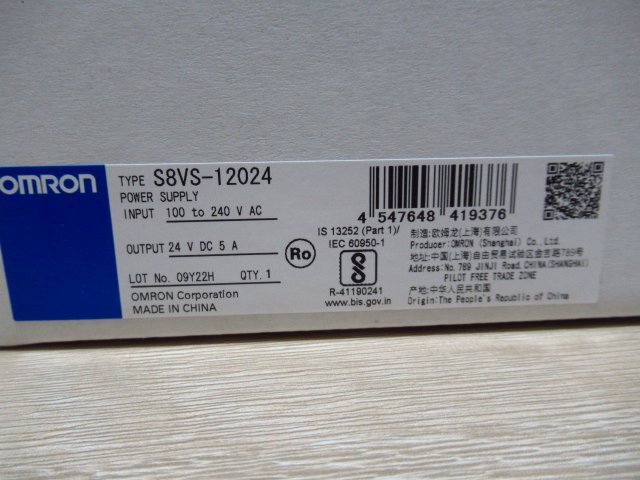 OMRON
TYPE S8VS-12024
POWER SUPPLY
INPUT 100 to 240 V AC
OUTPUT 24 V DC 5 A
LOT No. 09Y22H QTY. 1
OMRON Corporation
MADE IN CHINA
Ro
IS 13252 (Part 1)/
IEC 60950-1
R-41190241
www.bis.gov.in
4 547648 419376
制造:欧姆龙(上海)有限公司
Producer:OMRON (Shanghai) Co., Ltd.
地址:中国(上海)自由贸易试验区金吉路789号
Address:No.789 JINJI Road,CHINA(SHANGHAI)
PILOT FREE TRADE ZONE
产地:中华人民共和国
Origin:The People's Republic of China